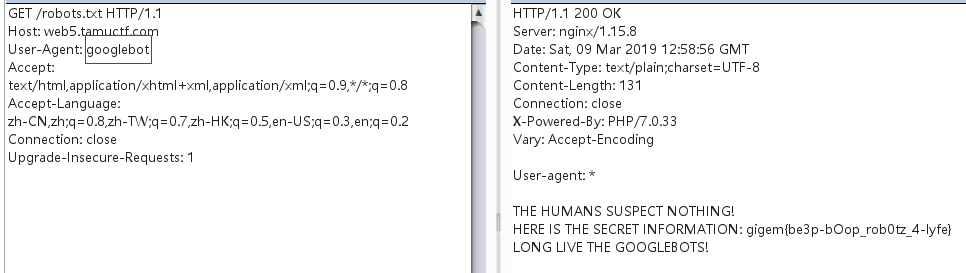 GET /robots.txt HTTP/1.1
Host: web5.tamuctf.com
User-Agent: googlebot
Accept:
text/html,application/xhtml+xml,application/xml;q=0.9,*/*;q=0.8
Accept-Language:
zh-CN,zh;q=0.8,zh-TW;q=0.7,zh-HK;q=0.5,en-US;q=0.3,en;q=0.2
Connection: close
Upgrade-Insecure-Requests: 1
HTTP/1.1 200 OK
Server: nginx/1.15.8
Date: Sat, 09 Mar 2019 12:58:56 GMT
Content-Type: text/plain;charset=UTF-8
Content-Length: 131
Connection: close
X-Powered-By: PHP/7.0.33
Vary: Accept-Encoding
User-agent: *
THE HUMANS SUSPECT NOTHING!
HERE IS THE SECRET INFORMATION: gigem{be3p-bOop_rob0tz_4-lyfe}
LONG LIVE THE GOOGLEBOTS!